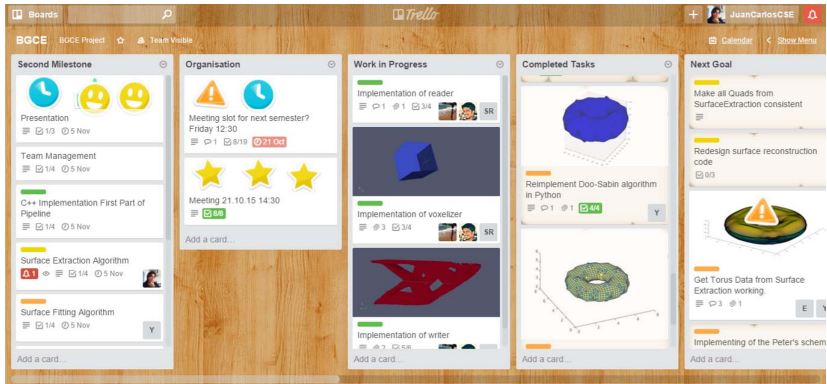 Boards
Trello
+ JuanCarlosCSE
BGCE BGCE Project Team Visible
Calendar < Show Menu
Second Milestone
Presentation
1/3 5 Nov
Team Management
1/4 5 Nov
C++ Implementation First Part of
Pipeline
1/4 5 Nov
Surface Extraction Algorithm
1 1/4 5 Nov
Surface Fitting Algorithm
1/4 5 Nov
Y
Add a card...
Organisation
Meeting slot for next semester?
Friday 12:30
1 8/19 21 Oct
Meeting 21.10.15 14:30
8/8
Add a card...
Work in Progress
Implementation of reader
1 1 3/4
SR
Implementation of voxelizer
3 3/4
SR
Implementation of writer
2 5/6
SR
Add a card...
Completed Tasks
Reimplement Doo-Sabin algorithm
in Python
1 1 4/4
Y
Add a card...
Next Goal
Make all Quads from
SurfaceExtraction consistent
Redesign surface reconstruction
code
0/3
Get Torus Data from Surface
Extraction working.
3 1
E Y
Implementing of the Peter's schem
Add a card...